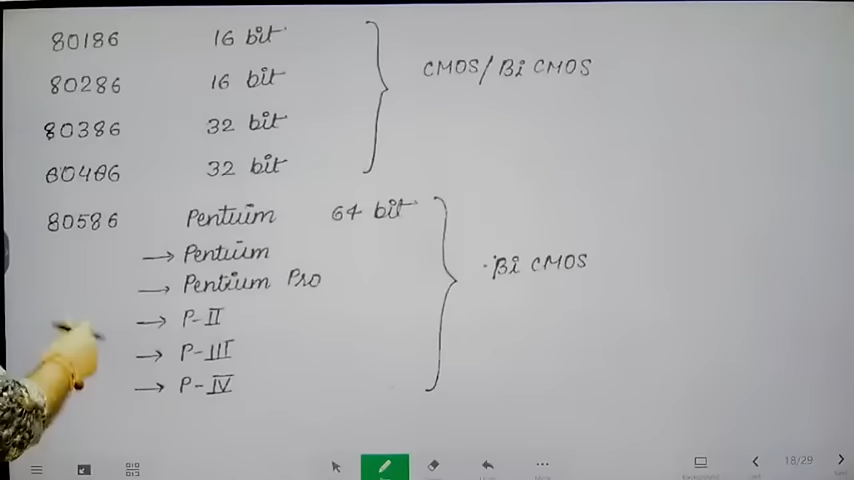 80186 16 bit
80286 16 bit
CMOS/Bi CMOS
80386 32 bit
80486 32 bit
80586 Pentium 64 bit
→ Pentium
→ Pentium Pro
Bi CMOS
→ P-II
→ P-III
→ P-IV
18/29